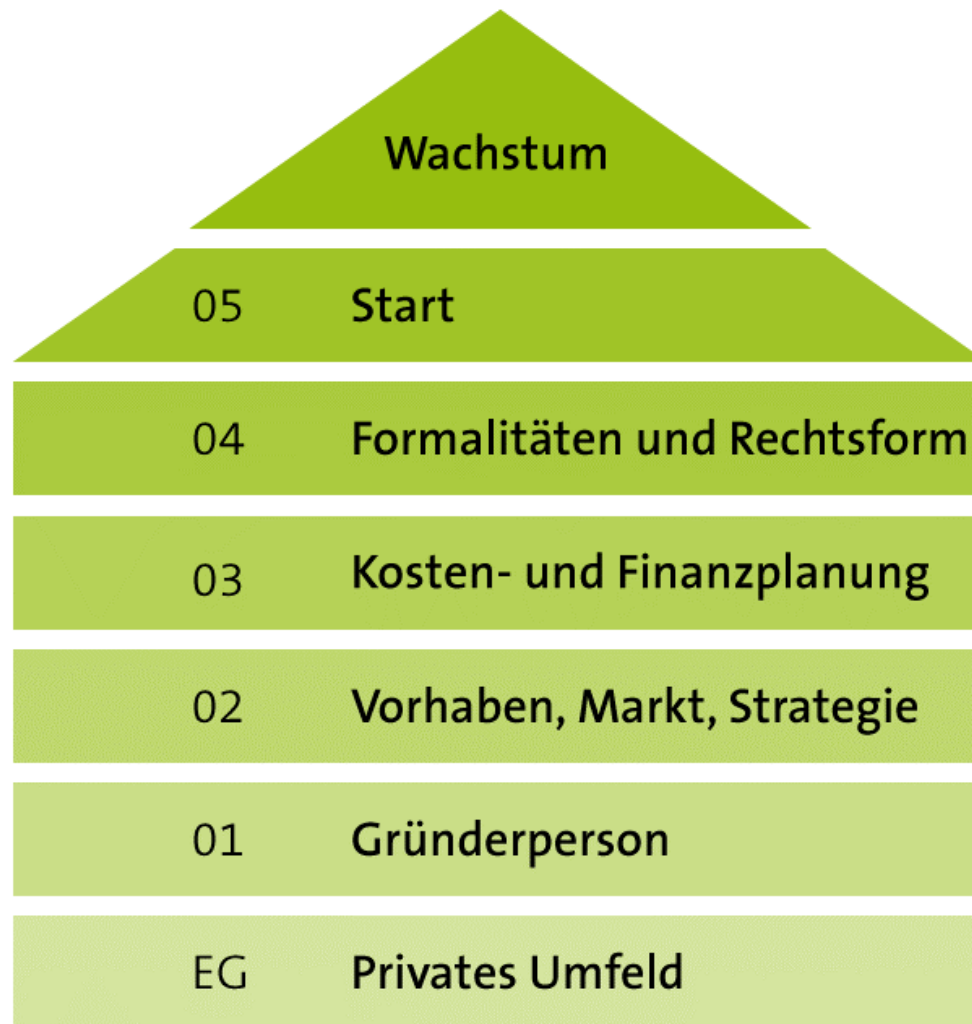 Wachstum
05 Start
04 Formalitäten und Rechtsform
03 Kosten- und Finanzplanung
02 Vorhaben, Markt, Strategie
01 Gründerperson
EG Privates Umfeld